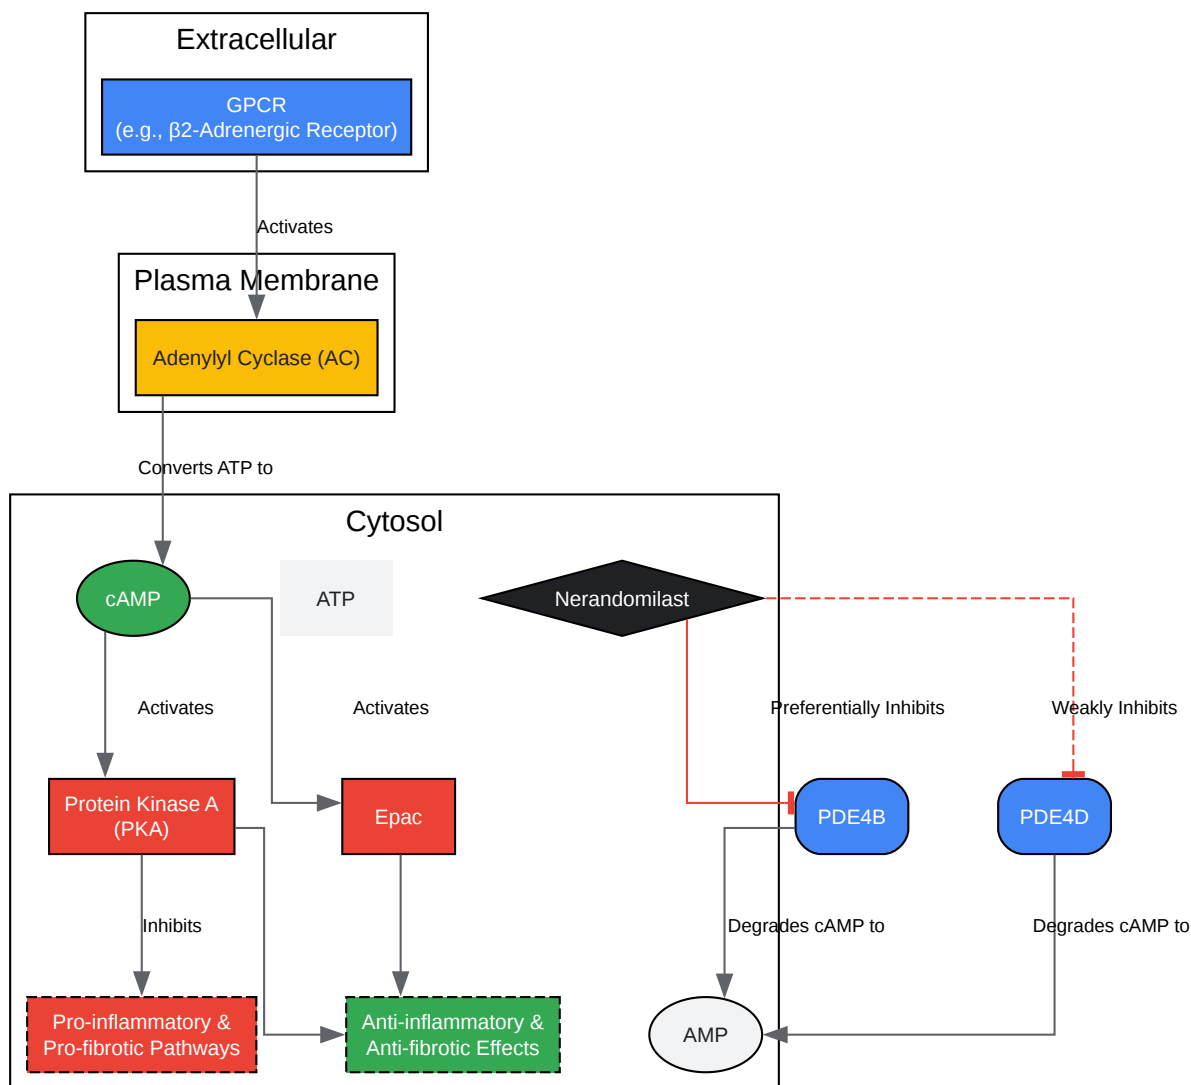 Extracellular
GPCR
(e.g., β2-Adrenergic Receptor)
Activates
Plasma Membrane
Adenylyl Cyclase (AC)
Converts ATP to
Cytosol
cAMP
ATP
Nerandomilast
Activates
Activates
Preferentially Inhibits
Weakly Inhibits
Protein Kinase A
(PKA)
Epac
PDE4B
PDE4D
Inhibits
Degrades cAMP to
Degrades cAMP to
Pro-inflammatory &
Pro-fibrotic Pathways
Anti-inflammatory &
Anti-fibrotic Effects
AMP